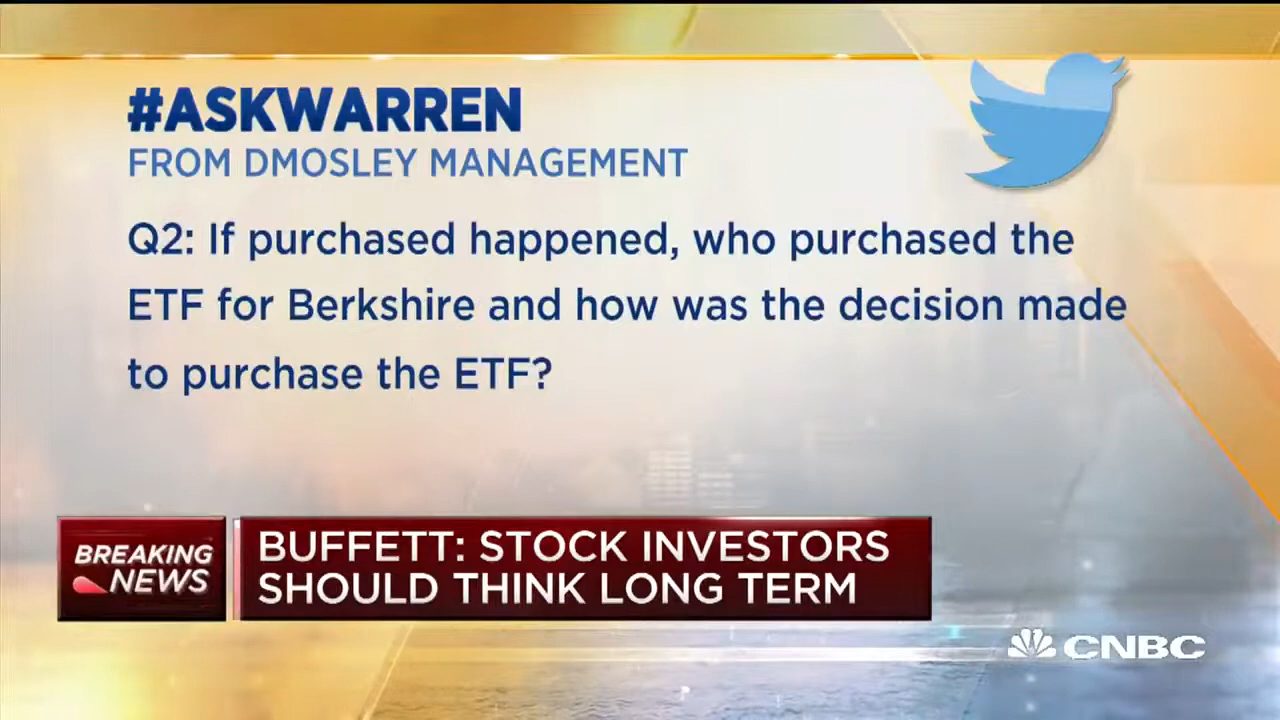 #ASKWARREN
FROM DMOSLEY MANAGEMENT
Q2: If purchased happened, who purchased the
ETF for Berkshire and how was the decision made
to purchase the ETF?
BREAKING
NEWS
BUFFETT: STOCK INVESTORS
SHOULD THINK LONG TERM
CNBC